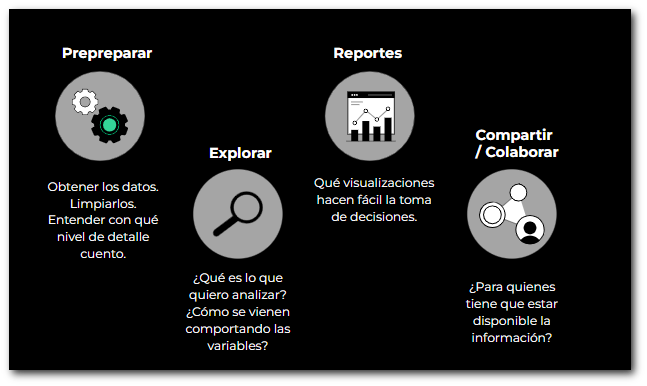 Prepreparar
Obtener los datos.
Limpiarlos.
Entender con qué
nivel de detalle
cuento.
Explorar
¿Qué es lo que
quiero analizar?
¿Cómo se vienen
comportando las
variables?
Reportes
Qué visualizaciones
hacen fácil la toma
de decisiones.
Compartir
/ Colaborar
¿Para quienes
tiene que estar
disponible la
información?